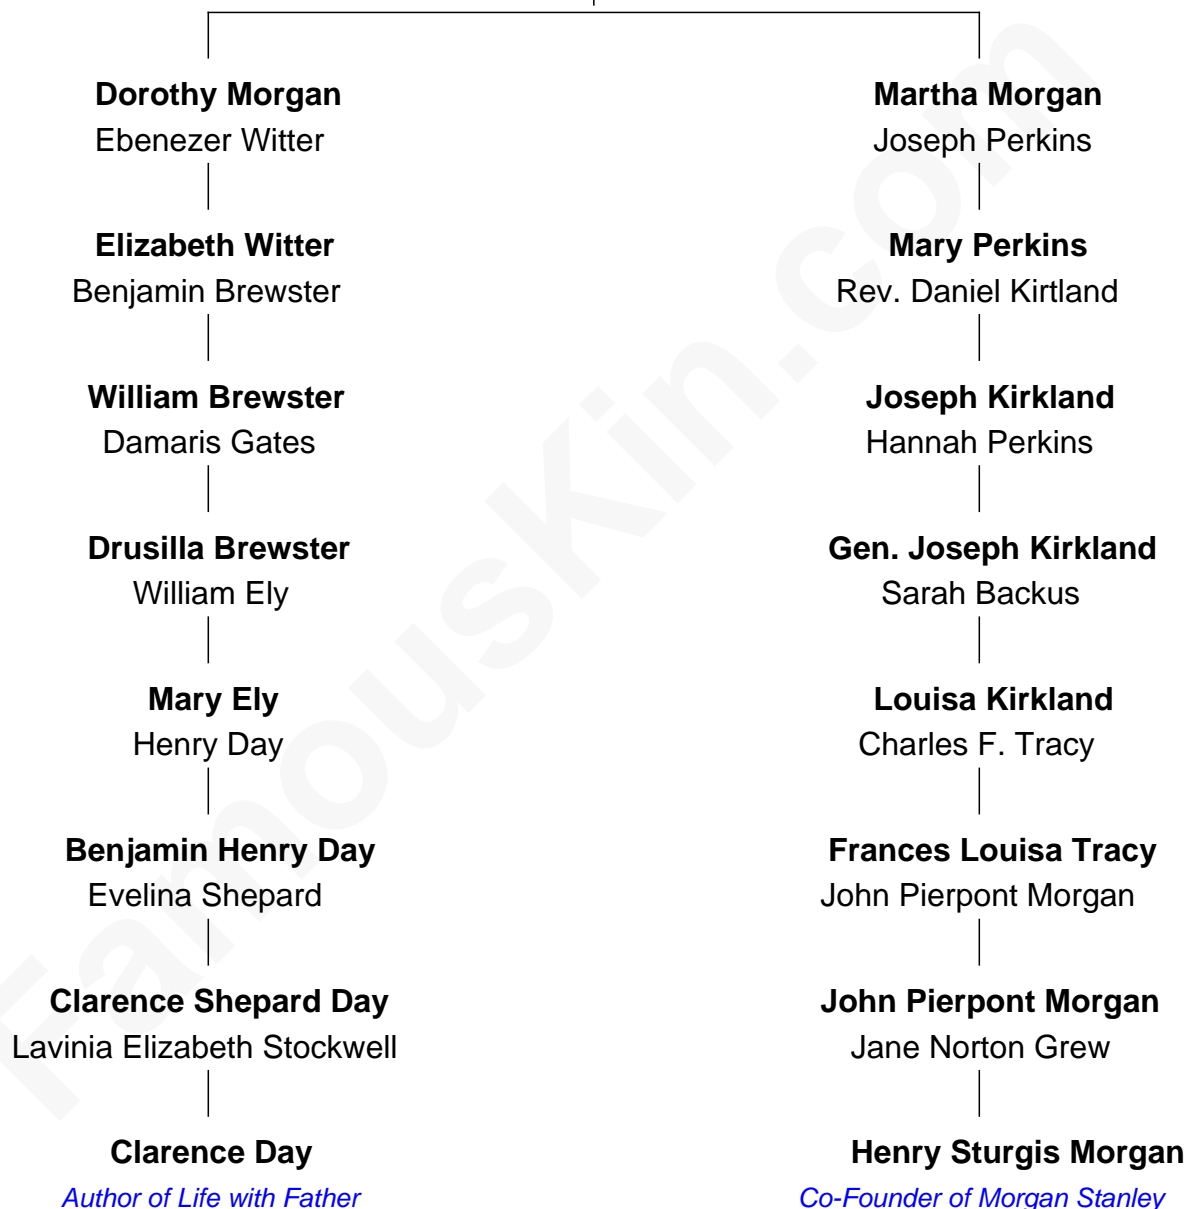 Dorothy Morgan
Ebenezer Witter
Elizabeth Witter
Benjamin Brewster
William Brewster
Damaris Gates
Drusilla Brewster
William Ely
Mary Ely
Henry Day
Benjamin Henry Day
Evelina Shepard
Clarence Shepard Day
Lavinia Elizabeth Stockwell
Clarence Day
Author of Life with Father
Martha Morgan
Joseph Perkins
Mary Perkins
Rev. Daniel Kirtland
Joseph Kirkland
Hannah Perkins
Gen. Joseph Kirkland
Sarah Backus
Louisa Kirkland
Charles F. Tracy
Frances Louisa Tracy
John Pierpont Morgan
John Pierpont Morgan
Jane Norton Grew
Henry Sturgis Morgan
Co-Founder of Morgan Stanley
FamousKin.com